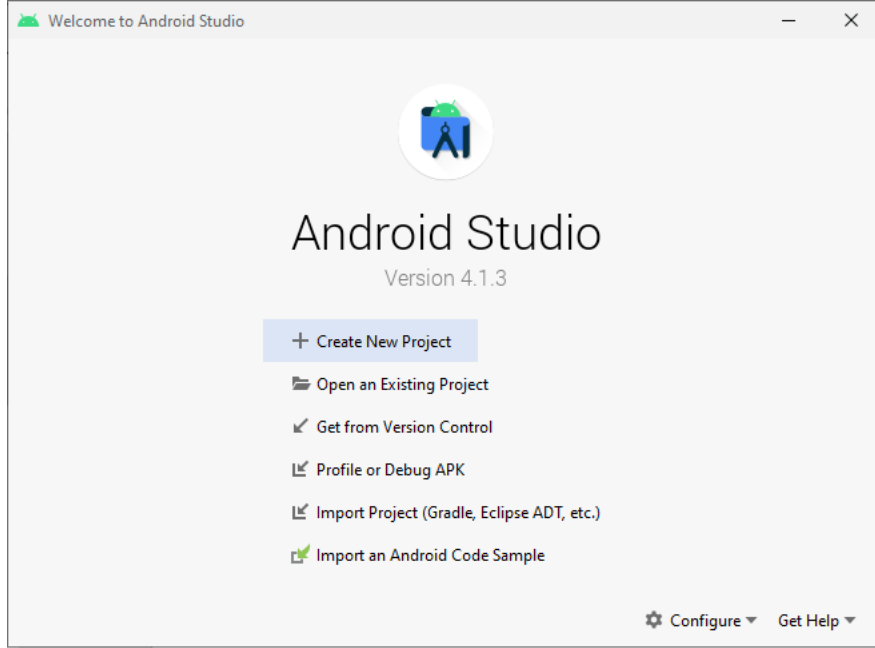 Welcome to Android Studio
Android Studio
Version 4.1.3
Create New Project
Open an Existing Project
Get from Version Control
Profile or Debug APK
Import Project (Gradle, Eclipse ADT, etc.)
Import an Android Code Sample
Configure Get Help